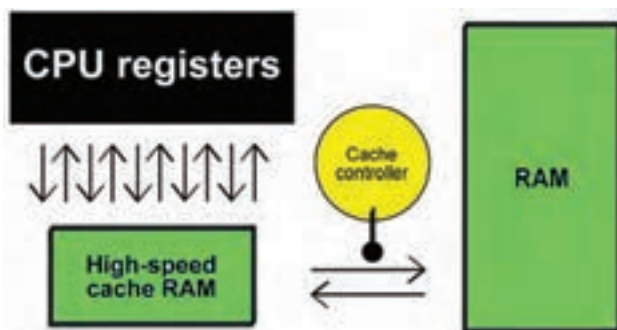 CPU registers
Cache
controller
RAM
High-speed
cache RAM